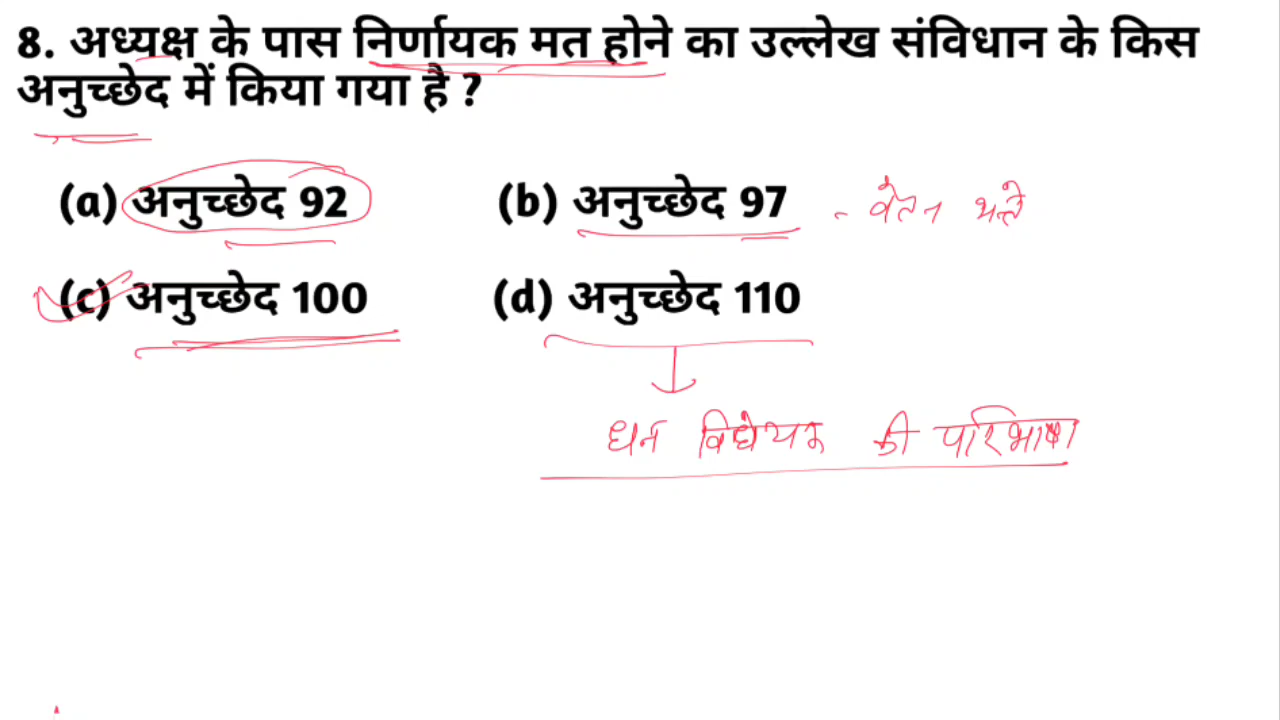 8. अध्यक्ष के पास निर्णायक मत होने का उल्लेख संविधान के किस
अनुच्छेद में किया गया है ?
(a) अनुच्छेद 92 (b) अनुच्छेद 97 - वेतन भत्ते
(c) अनुच्छेद 100 (d) अनुच्छेद 110
धन विधेयक की परिभाषा